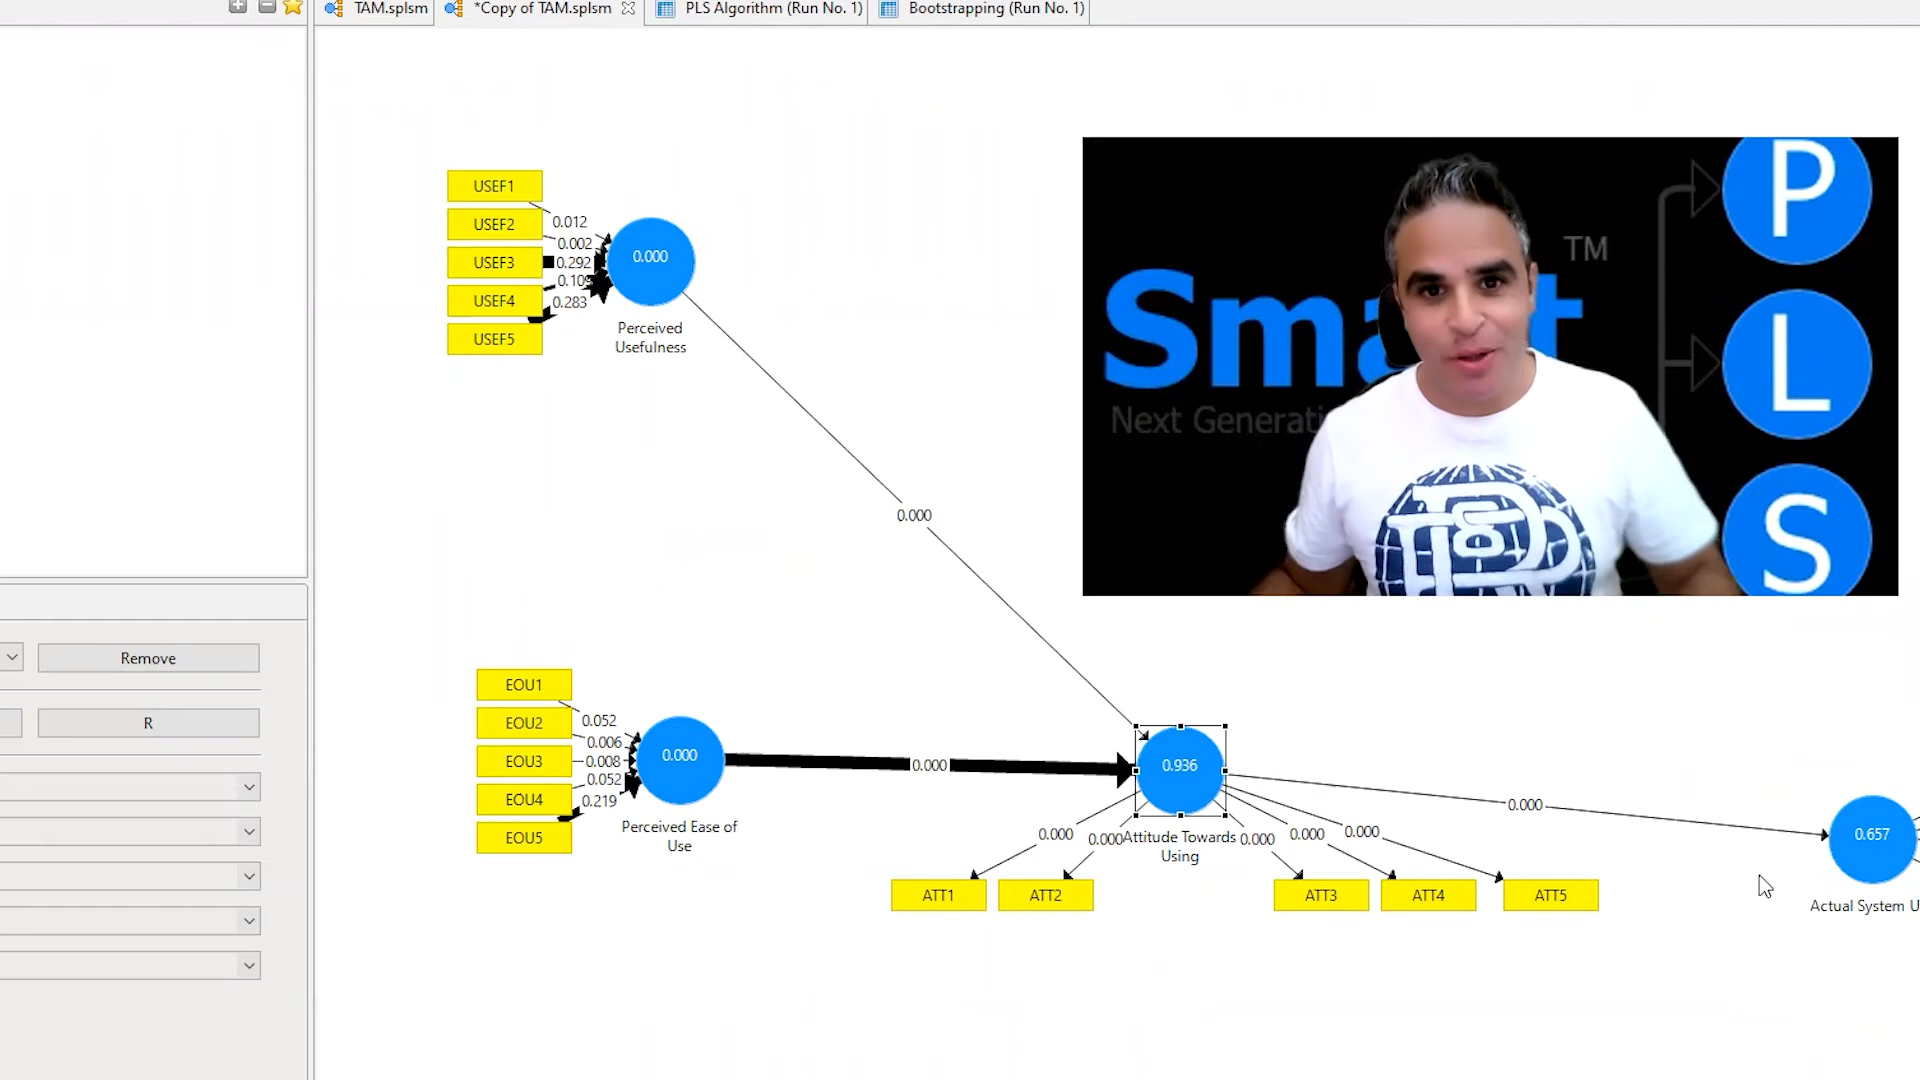 TAM.splsm
*Copy of TAM.splsm
PLS Algorithm (Run No. 1)
Bootstrapping (Run No. 1)
USEF1
USEF2
USEF3
USEF4
USEF5
0.012
0.002
0.292
0.109
0.283
0.000
Perceived
Usefulness
0.000
TM
Next Generati
P
L
S
Remove
R
EOU1
EOU2
EOU3
EOU4
EOU5
0.052
0.006
0.008
0.052
0.219
0.000
Perceived Ease of
Use
0.000
0.936
Attitude Towards
Using
0.000
0.000
0.000
0.000
0.000
ATT1
ATT2
ATT3
ATT4
ATT5
0.000
0.657
Actual System U